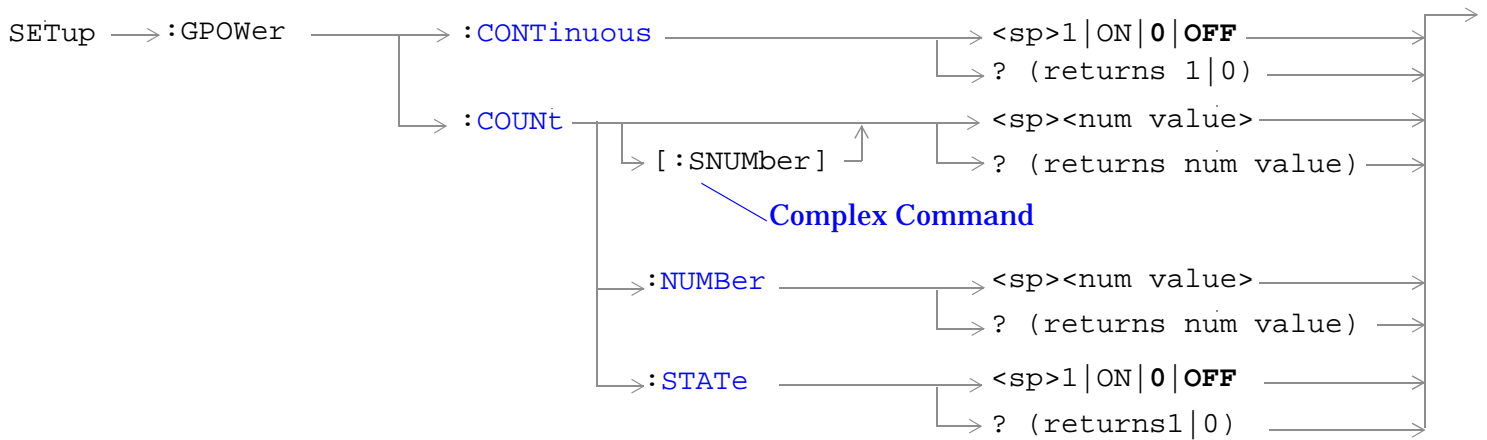 SETup :GPOWer :CONTinuous <sp>1|ON|0|OFF
? (returns 1|0)
:COUNt <sp><num value>
[:SNUMber] ? (returns num value)
Complex Command
:NUMBer <sp><num value>
? (returns num value)
:STATe <sp>1|ON|0|OFF
? (returns1|0)